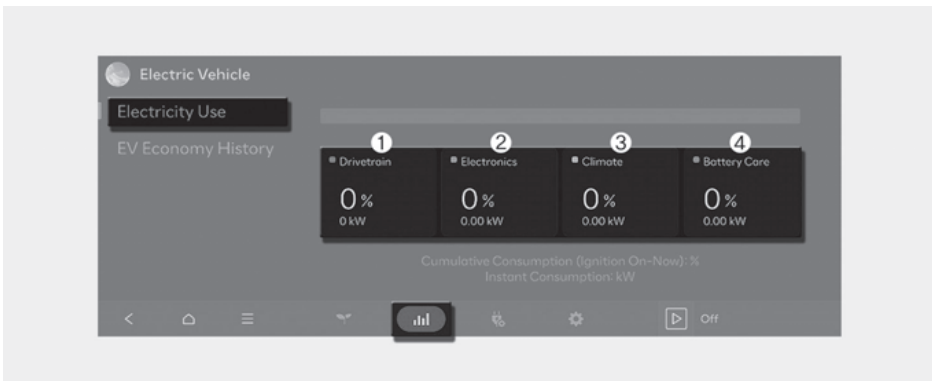 Electric Vehicle
Electricity Use
EV Economy History
① ② ③ ④
Drivetrain Electronics Climate Battery Care
0 % 0 % 0 % 0 %
0 kW 0.00 kW 0.00 kW 0.00 kW
Cumulative Consumption (Ignition On-Now): %
Instant Consumption: kW
Off